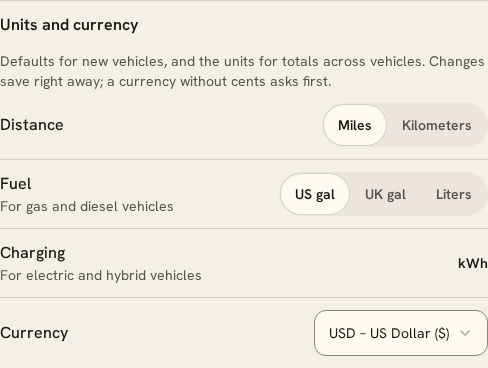 Units and currency
Defaults for new vehicles, and the units for totals across vehicles. Changes
save right away; a currency without cents asks first.
Distance
Miles
Kilometers
Fuel
For gas and diesel vehicles
US gal
UK gal
Liters
Charging
For electric and hybrid vehicles
kWh
Currency
USD – US Dollar ($)